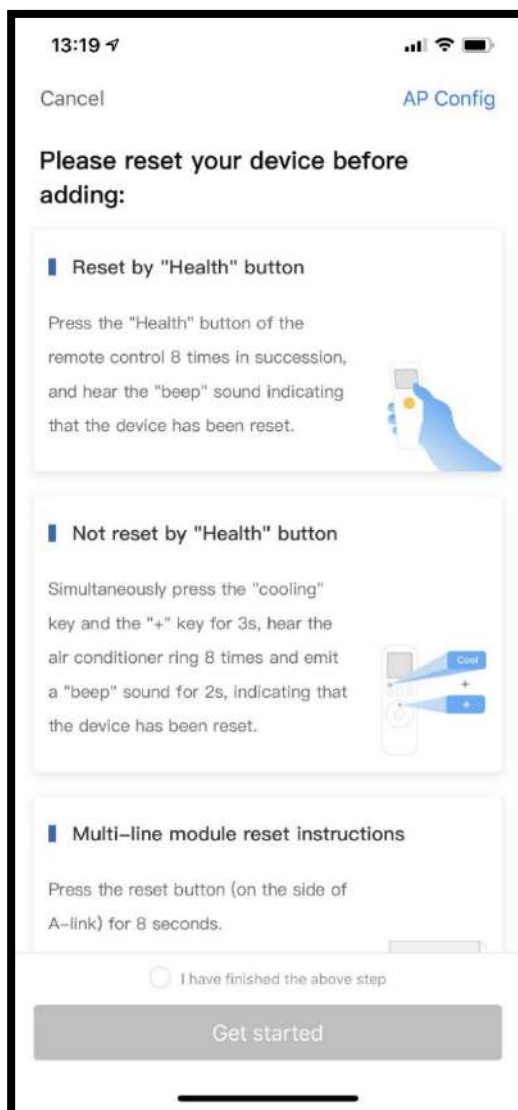 13:19
Cancel
AP Config
Please reset your device before
adding:
Reset by "Health" button
Press the "Health" button of the
remote control 8 times in succession,
and hear the "beep" sound indicating
that the device has been reset.
Not reset by "Health" button
Simultaneously press the "cooling"
key and the "+" key for 3s, hear the
air conditioner ring 8 times and emit
a "beep" sound for 2s, indicating that
the device has been reset.
Cool
+
+
Multi-line module reset instructions
Press the reset button (on the side of
A-link) for 8 seconds.
I have finished the above step
Get started